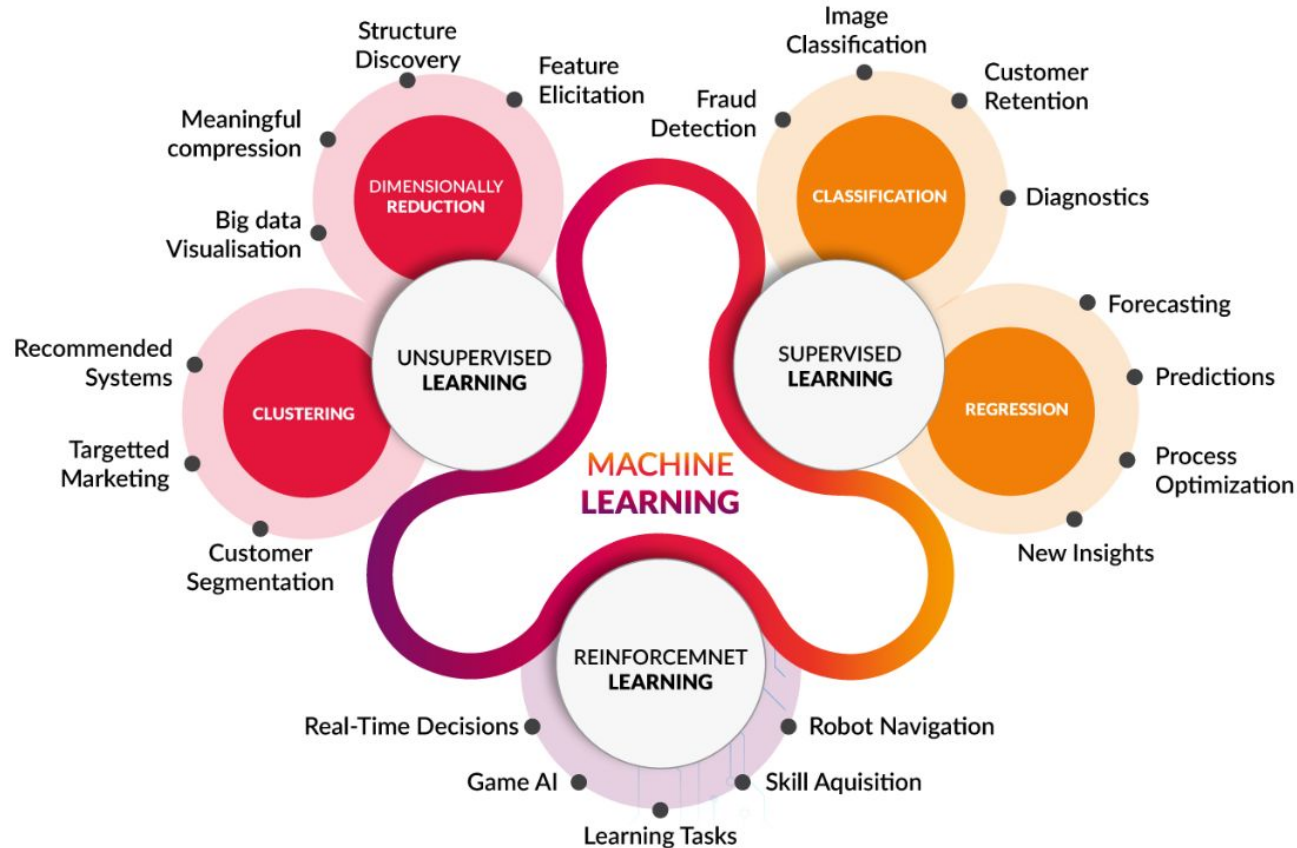 Structure
Discovery
Feature
Elicitation
Meaningful
compression
Big data
Visualisation
DIMENSIONALLY
REDUCTION
Recommended
Systems
Targetted
Marketing
Customer
Segmentation
CLUSTERING
UNSUPERVISED
LEARNING
Image
Classification
Fraud
Detection
Customer
Retention
Diagnostics
CLASSIFICATION
SUPERVISED
LEARNING
Forecasting
Predictions
Process
Optimization
New Insights
REGRESSION
MACHINE
LEARNING
REINFORCEMNET
LEARNING
Real-Time Decisions
Game AI
Learning Tasks
Skill Aquisition
Robot Navigation